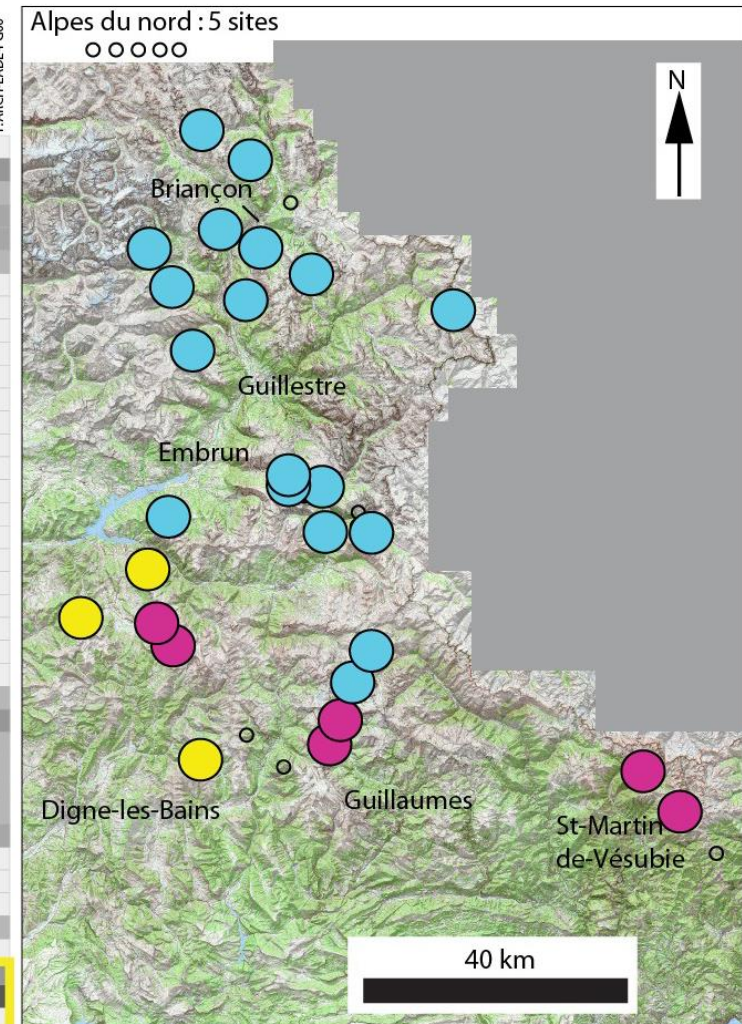 Alpes du nord : 5 sites
N
Briançon
Guillestre
Embrun
Digne-les-Bains
Guillaumes
St-Martin
de-Vésubie
40 km